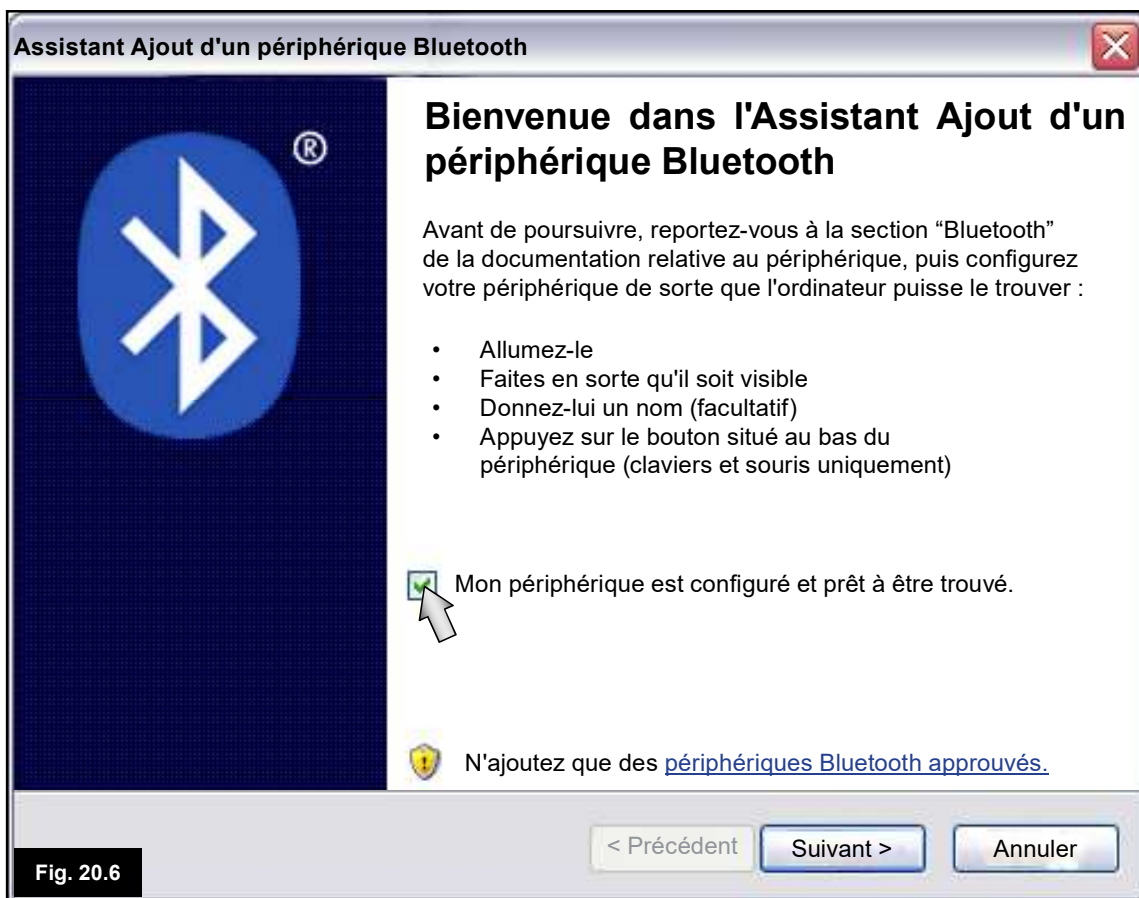 Assistant Ajout d'un périphérique Bluetooth
®
Bienvenue dans l'Assistant Ajout d'un
périphérique Bluetooth
Avant de poursuivre, reportez-vous à la section “Bluetooth”
de la documentation relative au périphérique, puis configurez
votre périphérique de sorte que l'ordinateur puisse le trouver :
• Allumez-le
• Faites en sorte qu'il soit visible
• Donnez-lui un nom (facultatif)
• Appuyez sur le bouton situé au bas du
périphérique (claviers et souris uniquement)
Mon périphérique est configuré et prêt à être trouvé.
N'ajoutez que des périphériques Bluetooth approuvés.
< Précédent Suivant > Annuler
Fig. 20.6